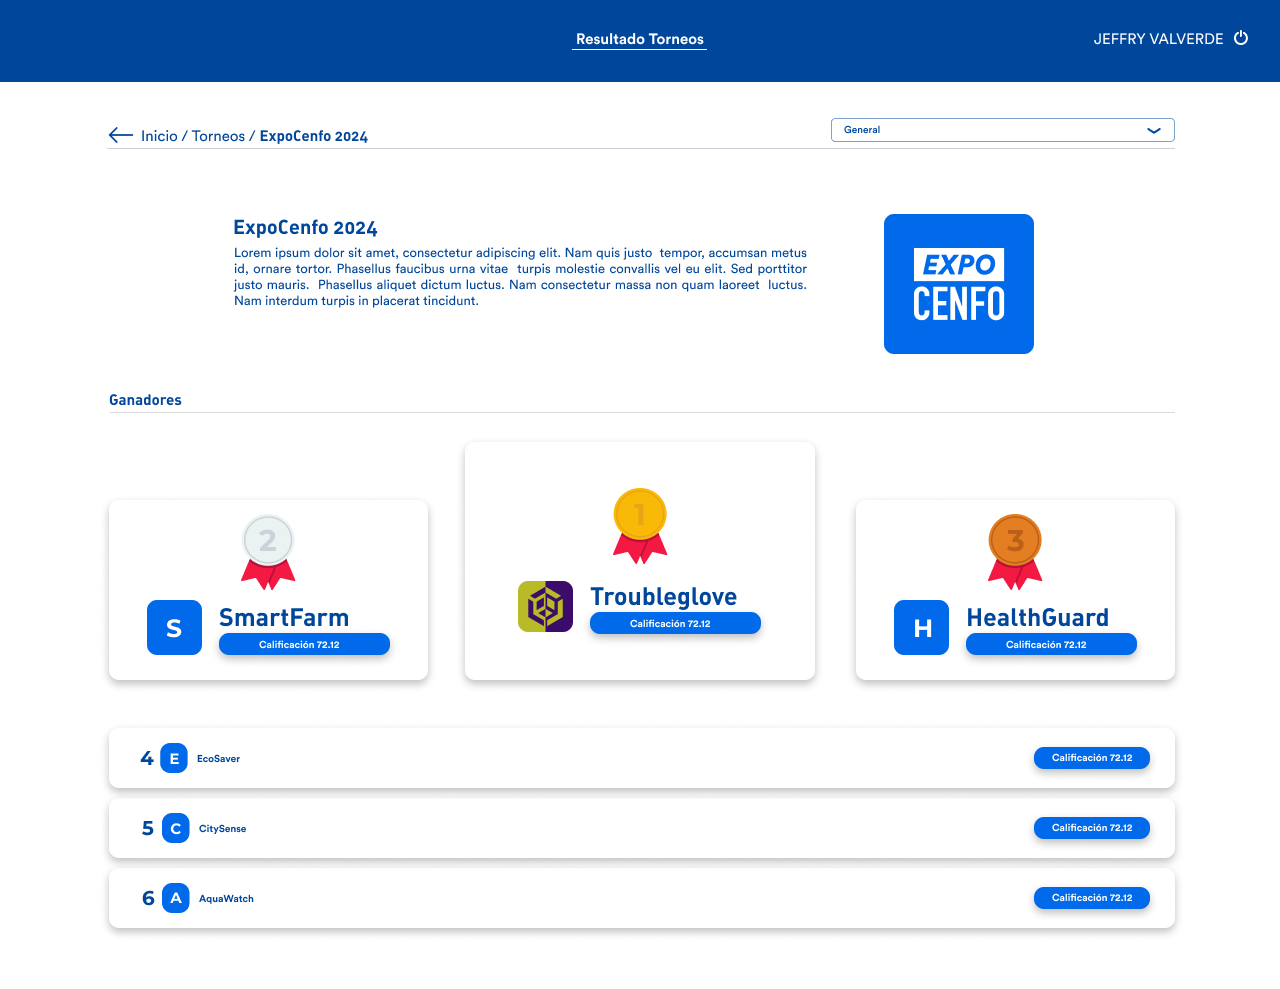 Resultado Torneos
JEFFRY VALVERDE
Inicio / Torneos / ExpoCenfo 2024
General
ExpoCenfo 2024
Lorem ipsum dolor sit amet, consectetur adipiscing elit. Nam quis justo  tempor, accumsan metus
id, ornare tortor. Phasellus faucibus urna vitae  turpis molestie convallis vel eu elit. Sed porttitor
justo mauris.  Phasellus aliquet dictum luctus. Nam consectetur massa non quam laoreet  luctus.
Nam interdum turpis in placerat tincidunt.
EXPO
CENFO
Ganadores
2
S
SmartFarm
Calificación 72.12
1
Troubleglove
Calificación 72.12
3
H
HealthGuard
Calificación 72.12
4 E EcoSaver Calificación 72.12
5 C CitySense Calificación 72.12
6 A AquaWatch Calificación 72.12